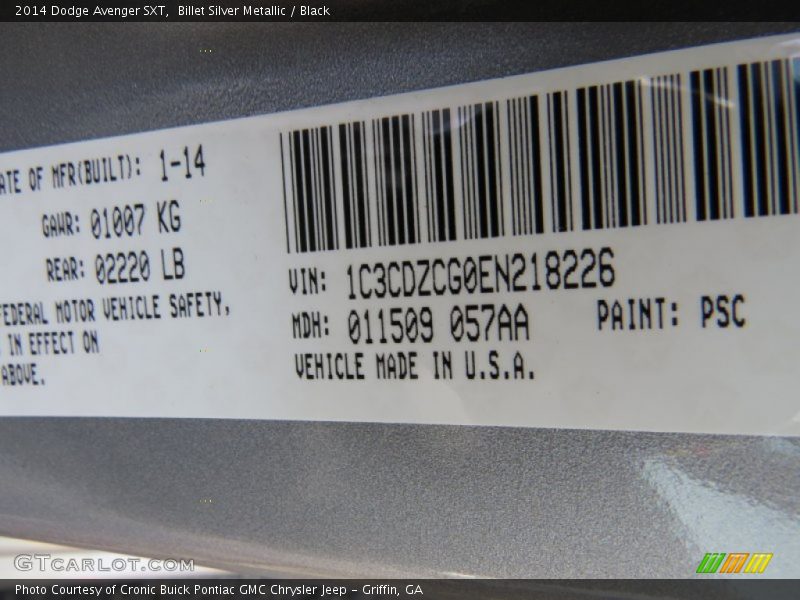 2014 Dodge Avenger SXT, Billet Silver Metallic / Black
ATE OF MFR(BUILT): 1-14
GAWR: 01007 KG
REAR: 02220 LB
FEDERAL MOTOR VEHICLE SAFETY,
IN EFFECT ON
ABOVE.
VIN: 1C3CDZCG0EN218226
MDH: 011509 057AA PAINT: PSC
VEHICLE MADE IN U.S.A.
GTCARLOT.COM
Photo Courtesy of Cronic Buick Pontiac GMC Chrysler Jeep - Griffin, GA